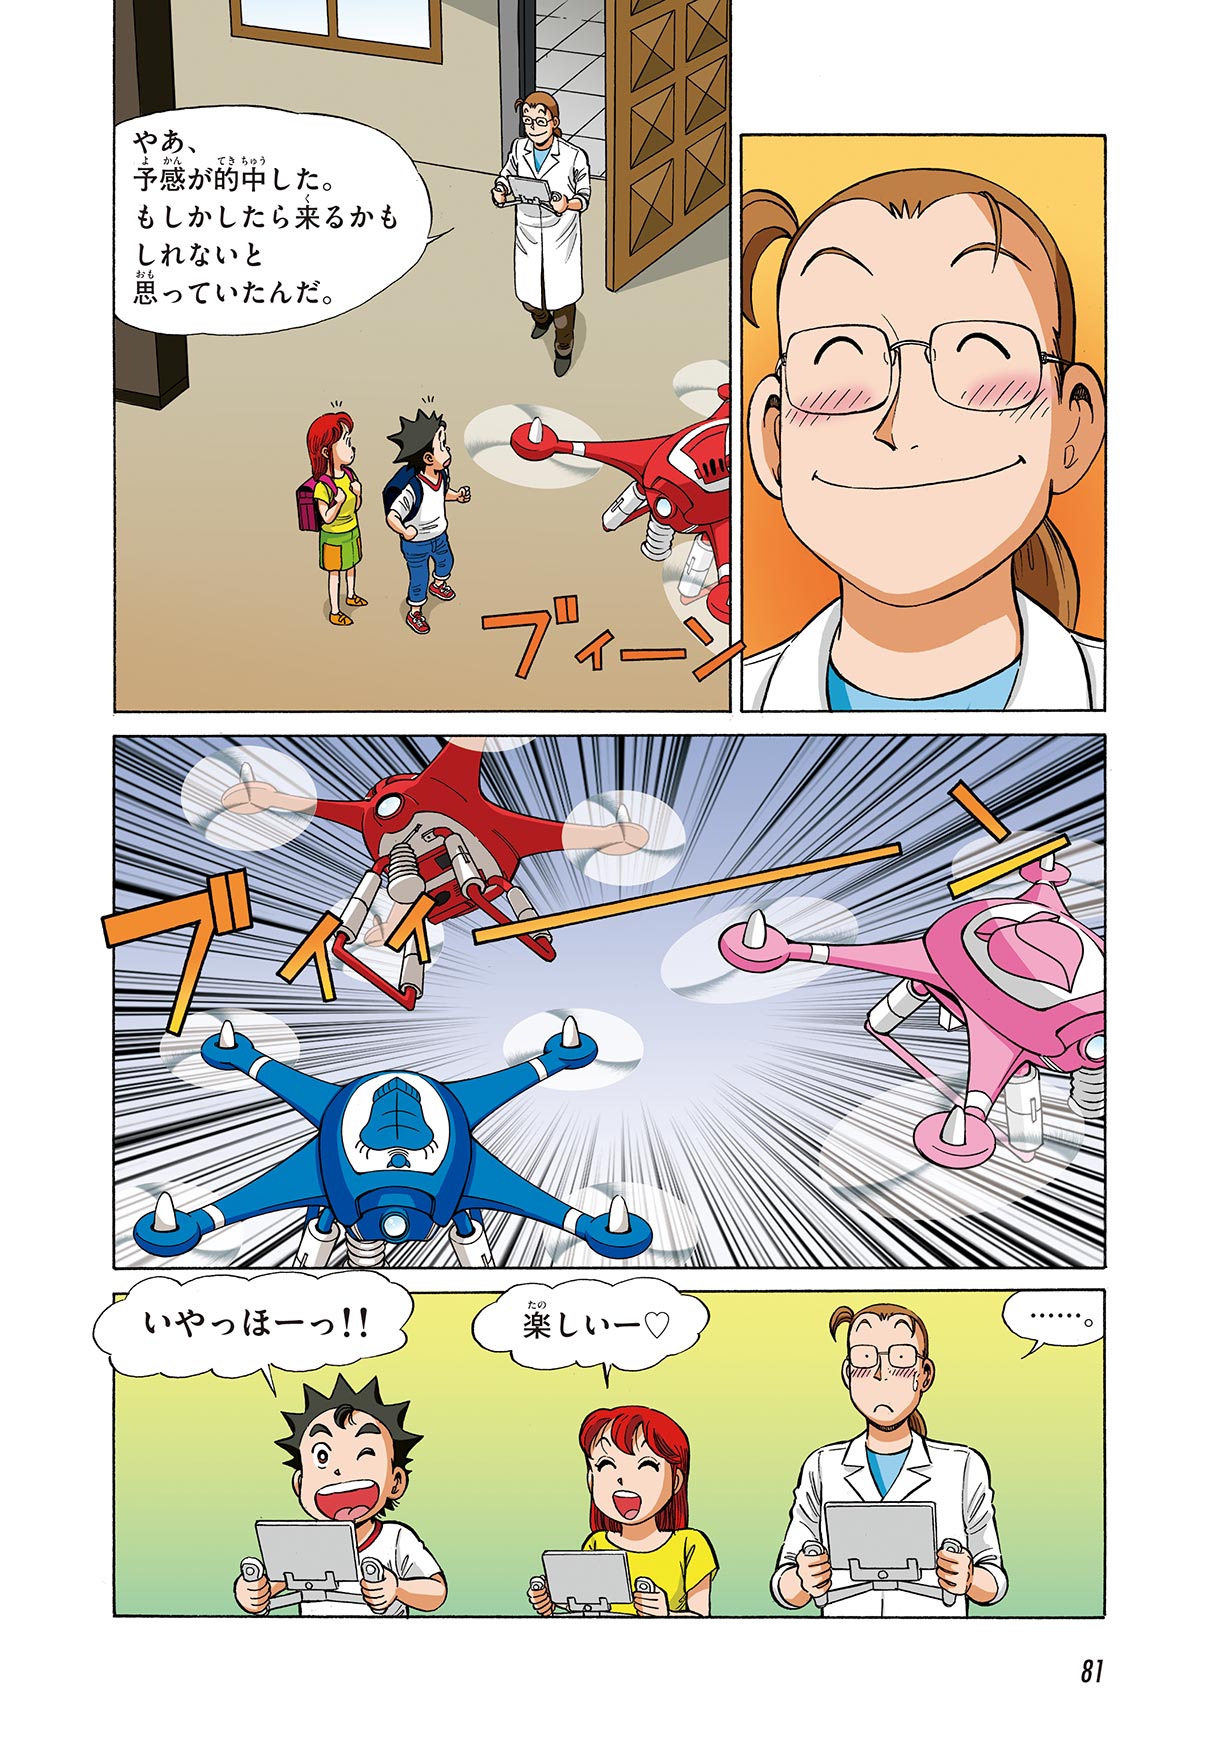 やあ、
予感が的中した。
もしかしたら来るかも
しれないと
思っていたんだ。
ブィーン
ブィィーン
いやっほーっ!!
楽しいー♡
……。
81